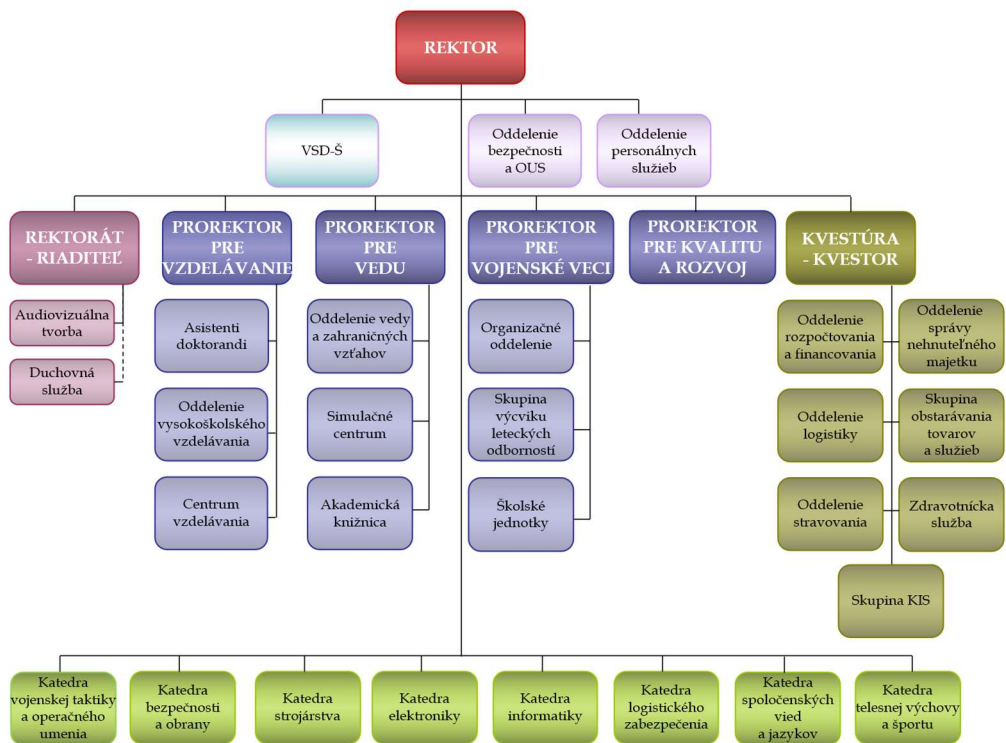 REKTOR
VSD-Š
Oddelenie
bezpečnosti
a OUS
Oddelenie
personálnych
služieb
REKTORÁT
- RIADITEĽ
PROREKTOR
PRE
VZDELÁVANIE
PROREKTOR
PRE
VEDU
PROREKTOR
PRE
VOJENSKÉ VECI
PROREKTOR
PRE KVALITU
A ROZVOJ
KVESTÚRA
- KVESTOR
Audiovizuálna
tvorba
Duchovná
služba
Asistenti
doktorandi
Oddelenie
vysokoškolského
vzdelávania
Centrum
vzdelávania
Oddelenie vedy
a zahraničných
vzťahov
Simulačné
centrum
Akademická
knižnica
Organizačné
oddelenie
Skupina
výcviku
leteckých
odborností
Školské
jednotky
Oddelenie
rozpočtovania
a financovania
Oddelenie
správy
nehnuteľného
majetku
Oddelenie
logistiky
Skupina
obstarávania
tovarov
a služieb
Oddelenie
stravovania
Zdravotnícka
služba
Skupina KIS
Katedra
vojenskej taktiky
a operačného
umenia
Katedra
bezpečnosti
a obrany
Katedra
strojárstva
Katedra
elektroniky
Katedra
informatiky
Katedra
logistického
zabezpečenia
Katedra
spoločenských
vied
a jazykov
Katedra
telesnej výchovy
a športu